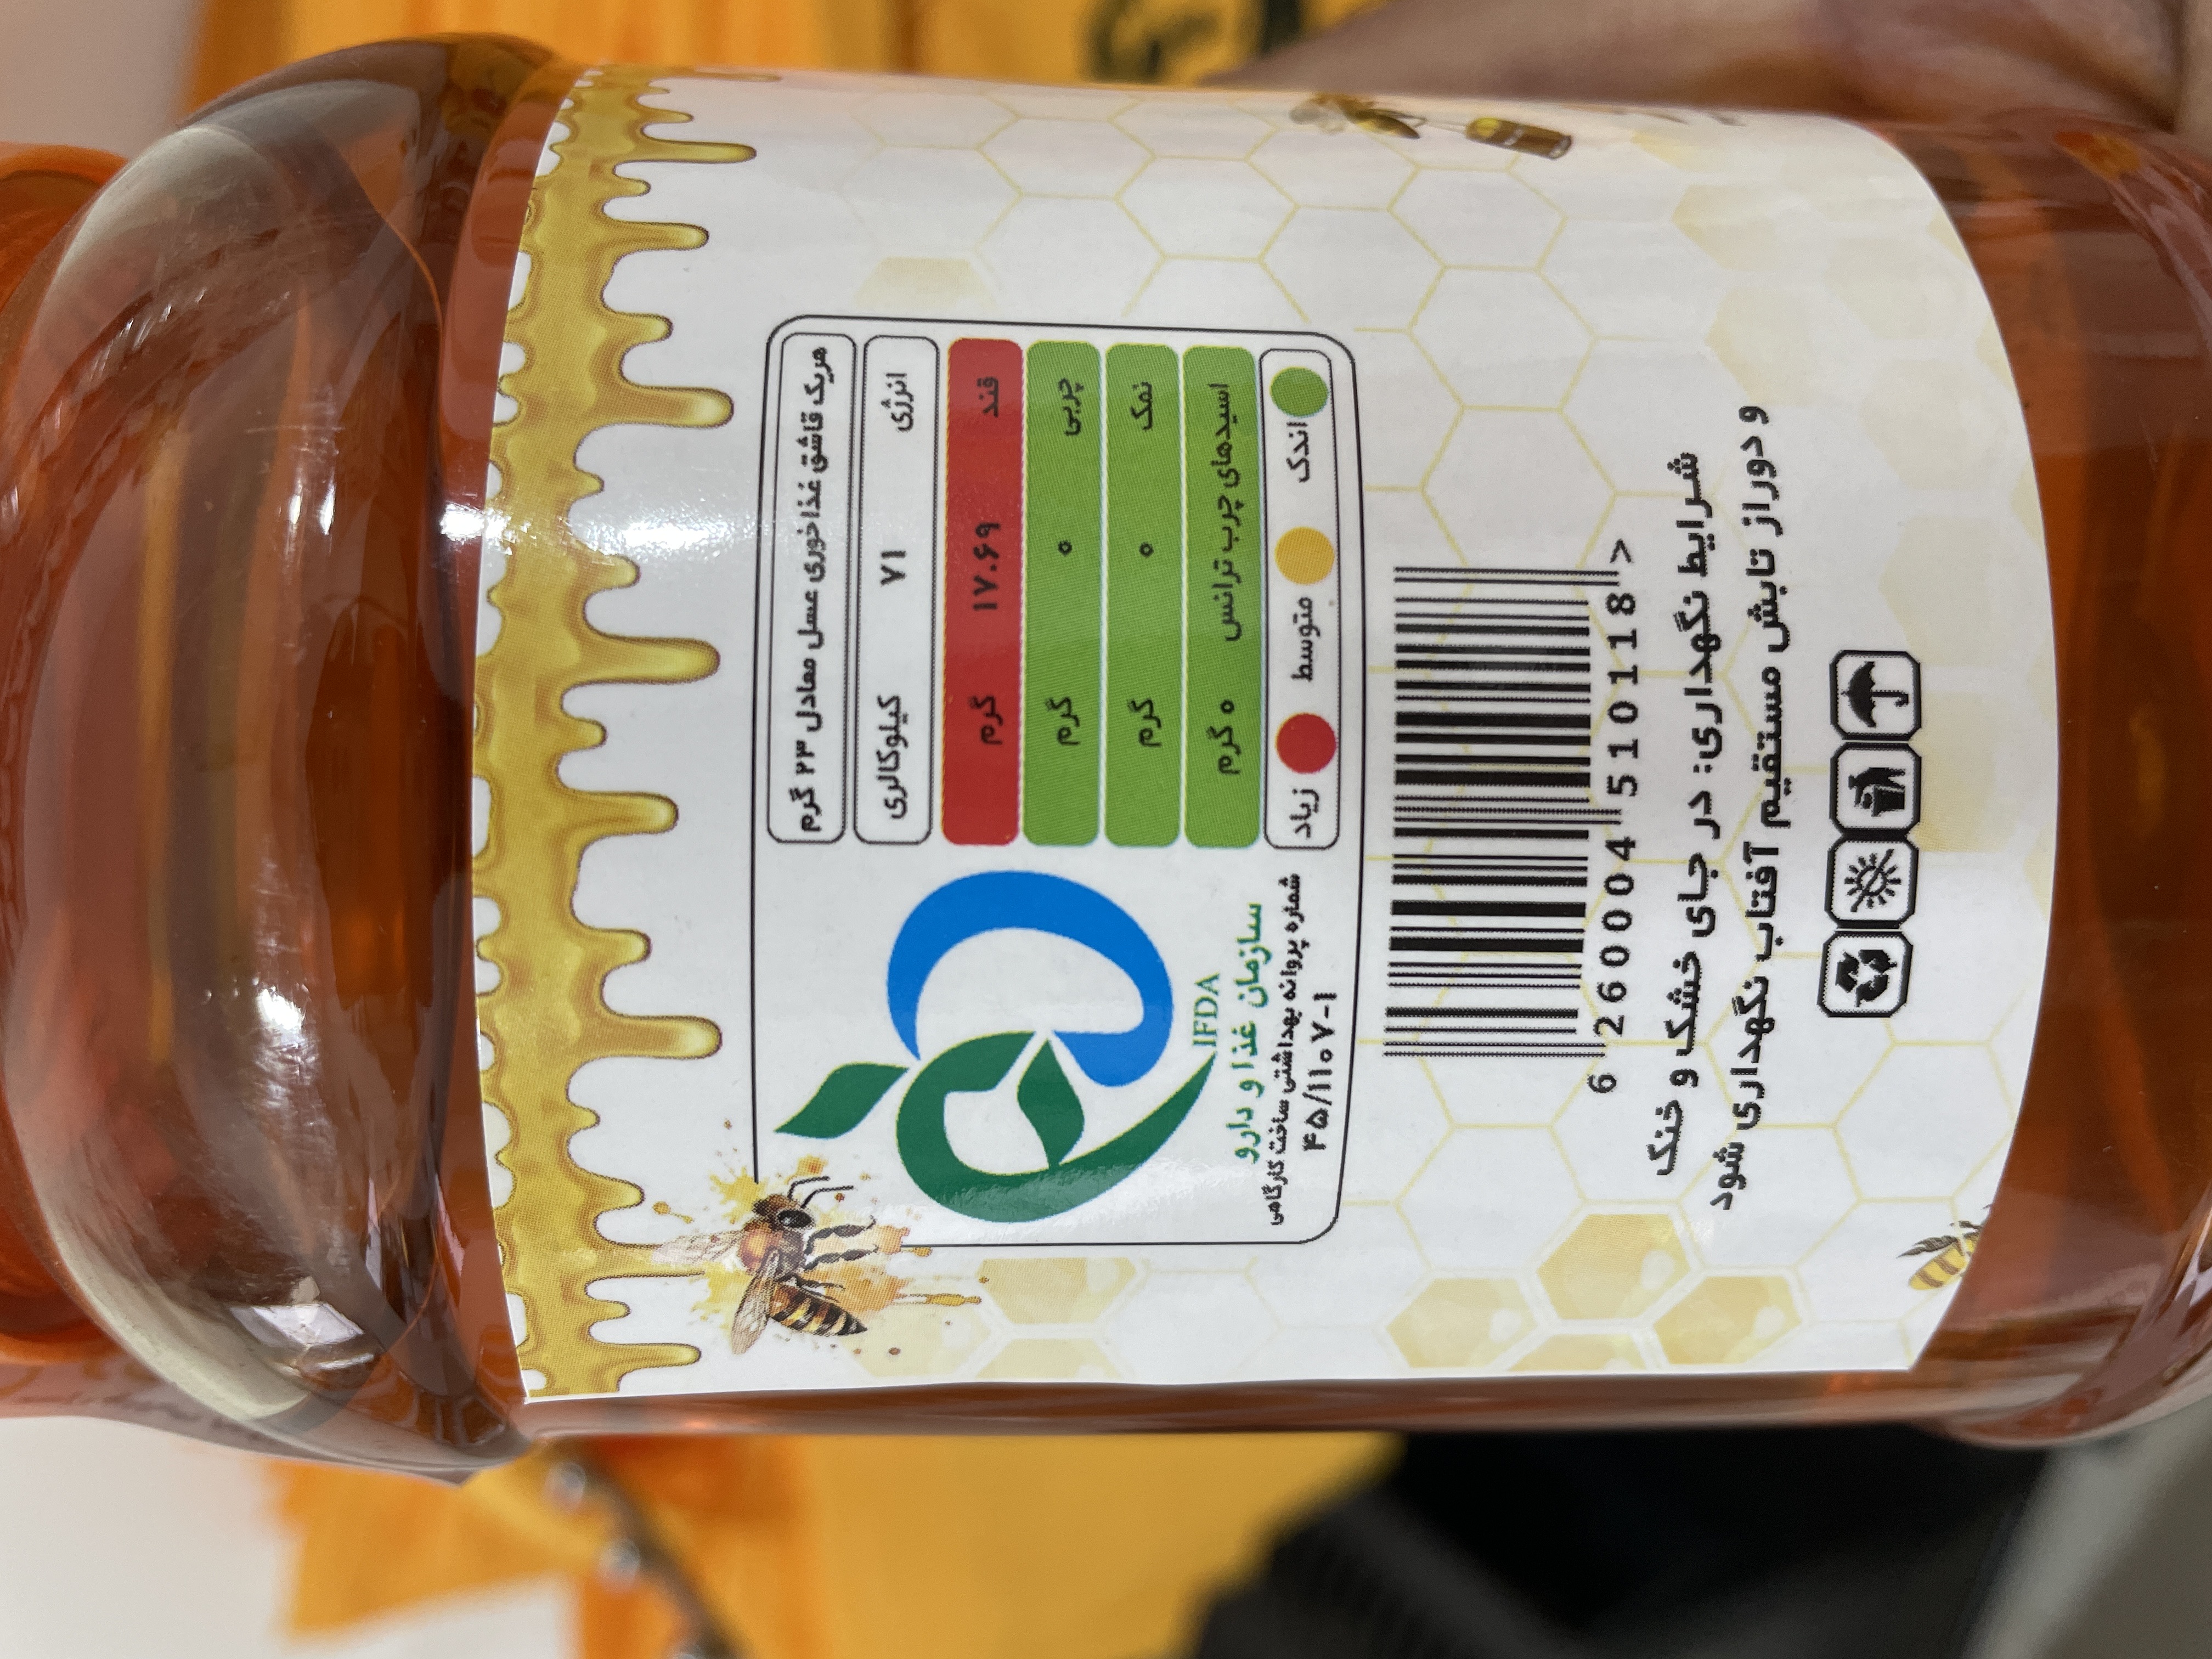 هریک قاشق غذاخوری عسل معادل ۲۳ گرم
انرژی ۷۱ کیلوکالری
قند ۱۷.۶۹ گرم
چربی ۰ گرم
نمک ۰ گرم
اسیدهای چرب ترانس ۰ گرم
اندک متوسط زیاد
IFDA
سازمان غذا و دارو
شماره پروانه بهداشتی ساخت کارگاهی
۴۵/۱۱۰۷-۱
6 260004 510118 >
شرایط نگهداری: در جای خشک و خنک
و دور از تابش مستقیم آفتاب نگهداری شود